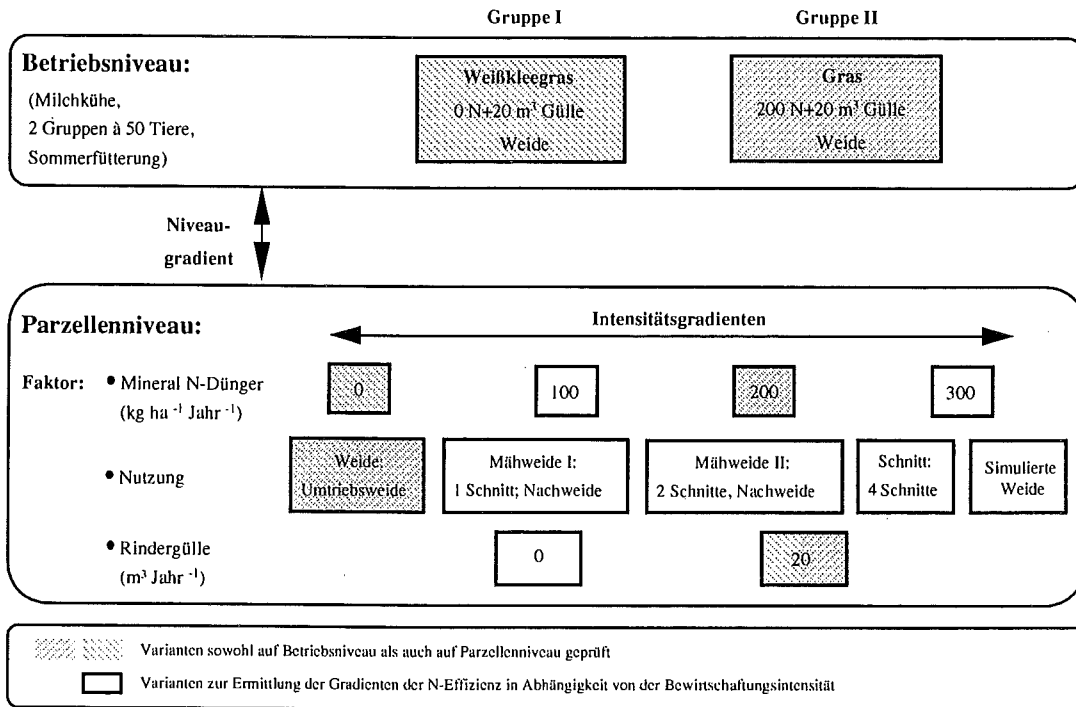 Gruppe I Gruppe II
Betriebsniveau:
(Milchkühe,
2 Gruppen à 50 Tiere,
Sommerfütterung)
Weißkleegras
0 N+20 m³ Gülle
Weide
Gras
200 N+20 m³ Gülle
Weide
Niveau-
gradient
Parzellenniveau:
Intensitätsgradienten
Faktor: • Mineral N-Dünger
(kg ha ⁻¹ Jahr ⁻¹)
0 100 200 300
• Nutzung
Weide:
Umtriebsweide
Mähweide I:
1 Schnitt; Nachweide
Mähweide II:
2 Schnitte, Nachweide
Schnitt:
4 Schnitte
Simulierte
Weide
• Rindergülle
(m³ Jahr ⁻¹)
0 20
Varianten sowohl auf Betriebsniveau als auch auf Parzellenniveau geprüft
Varianten zur Ermittlung der Gradienten der N-Effizienz in Abhängigkeit von der Bewirtschaftungsintensität